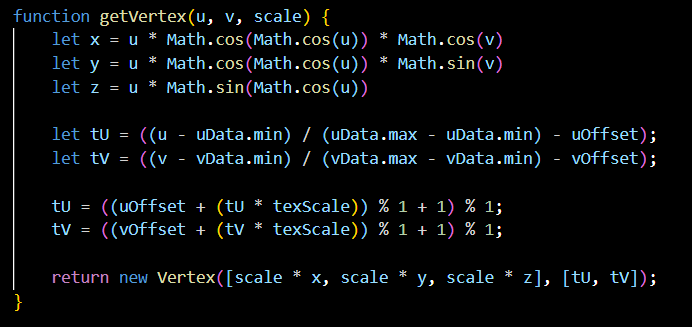 function getVertex(u, v, scale) {
let x = u * Math.cos(Math.cos(u)) * Math.cos(v)
let y = u * Math.cos(Math.cos(u)) * Math.sin(v)
let z = u * Math.sin(Math.cos(u))
let tU = ((u - uData.min) / (uData.max - uData.min) - uOffset);
let tV = ((v - vData.min) / (vData.max - vData.min) - vOffset);
tU = ((uOffset + (tU * texScale)) % 1 + 1) % 1;
tV = ((vOffset + (tV * texScale)) % 1 + 1) % 1;
return new Vertex([scale * x, scale * y, scale * z], [tU, tV]);
}